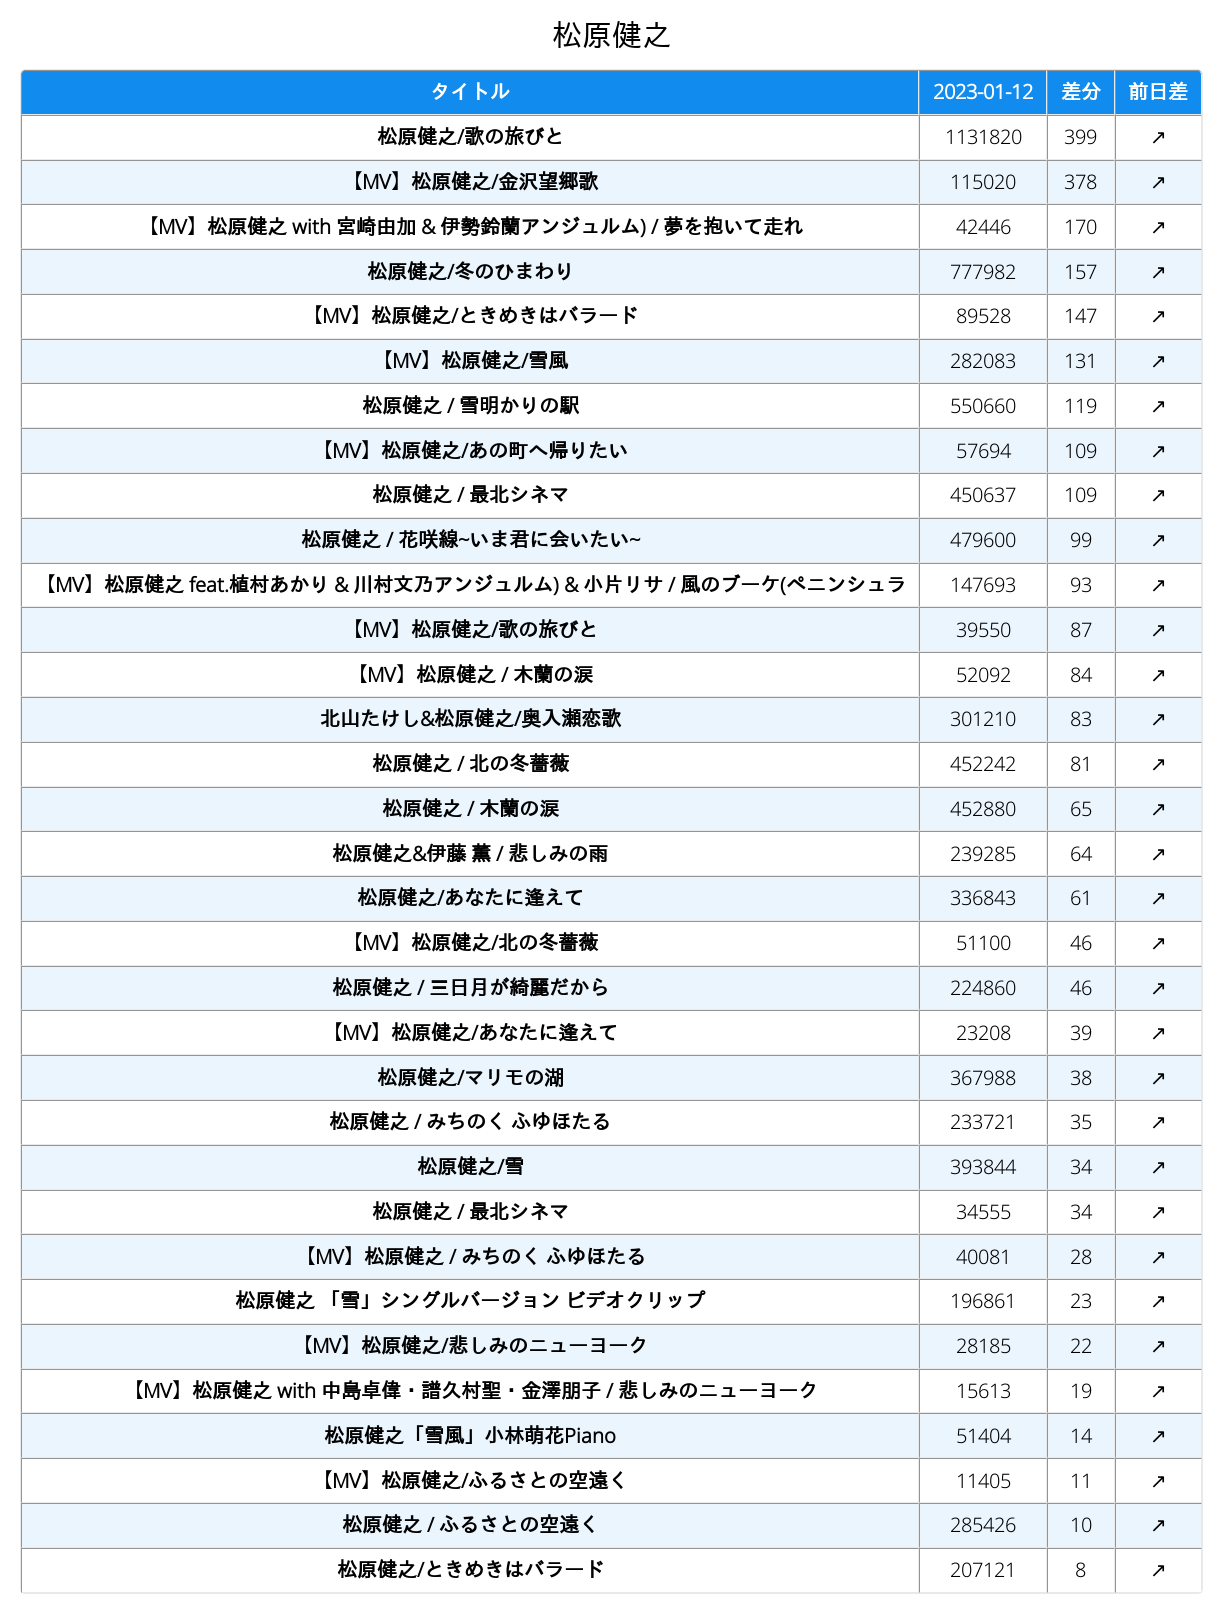 松原健之
タイトル 2023-01-12 差分 前日差
松原健之/歌の旅びと 1131820 399 ↗
【MV】松原健之/金沢望郷歌 115020 378 ↗
【MV】松原健之 with 宮崎由加 & 伊勢鈴蘭アンジュルム) / 夢を抱いて走れ 42446 170 ↗
松原健之/冬のひまわり 777982 157 ↗
【MV】松原健之/ときめきはバラード 89528 147 ↗
【MV】松原健之/雪風 282083 131 ↗
松原健之 / 雪明かりの駅 550660 119 ↗
【MV】松原健之/あの町へ帰りたい 57694 109 ↗
松原健之 / 最北シネマ 450637 109 ↗
松原健之 / 花咲線~いま君に会いたい~ 479600 99 ↗
【MV】松原健之 feat.植村あかり & 川村文乃アンジュルム) & 小片リサ / 風のブーケ(ペニンシュラ 147693 93 ↗
【MV】松原健之/歌の旅びと 39550 87 ↗
【MV】松原健之 / 木蘭の涙 52092 84 ↗
北山たけし&松原健之/奥入瀬恋歌 301210 83 ↗
松原健之 / 北の冬薔薇 452242 81 ↗
松原健之 / 木蘭の涙 452880 65 ↗
松原健之&伊藤 薫 / 悲しみの雨 239285 64 ↗
松原健之/あなたに逢えて 336843 61 ↗
【MV】松原健之/北の冬薔薇 51100 46 ↗
松原健之 / 三日月が綺麗だから 224860 46 ↗
【MV】松原健之/あなたに逢えて 23208 39 ↗
松原健之/マリモの湖 367988 38 ↗
松原健之 / みちのく ふゆほたる 233721 35 ↗
松原健之/雪 393844 34 ↗
松原健之 / 最北シネマ 34555 34 ↗
【MV】松原健之 / みちのく ふゆほたる 40081 28 ↗
松原健之 「雪」シングルバージョン ビデオクリップ 196861 23 ↗
【MV】松原健之/悲しみのニューヨーク 28185 22 ↗
【MV】松原健之 with 中島卓偉・譜久村聖・金澤朋子 / 悲しみのニューヨーク 15613 19 ↗
松原健之「雪風」小林萌花Piano 51404 14 ↗
【MV】松原健之/ふるさとの空遠く 11405 11 ↗
松原健之 / ふるさとの空遠く 285426 10 ↗
松原健之/ときめきはバラード 207121 8 ↗